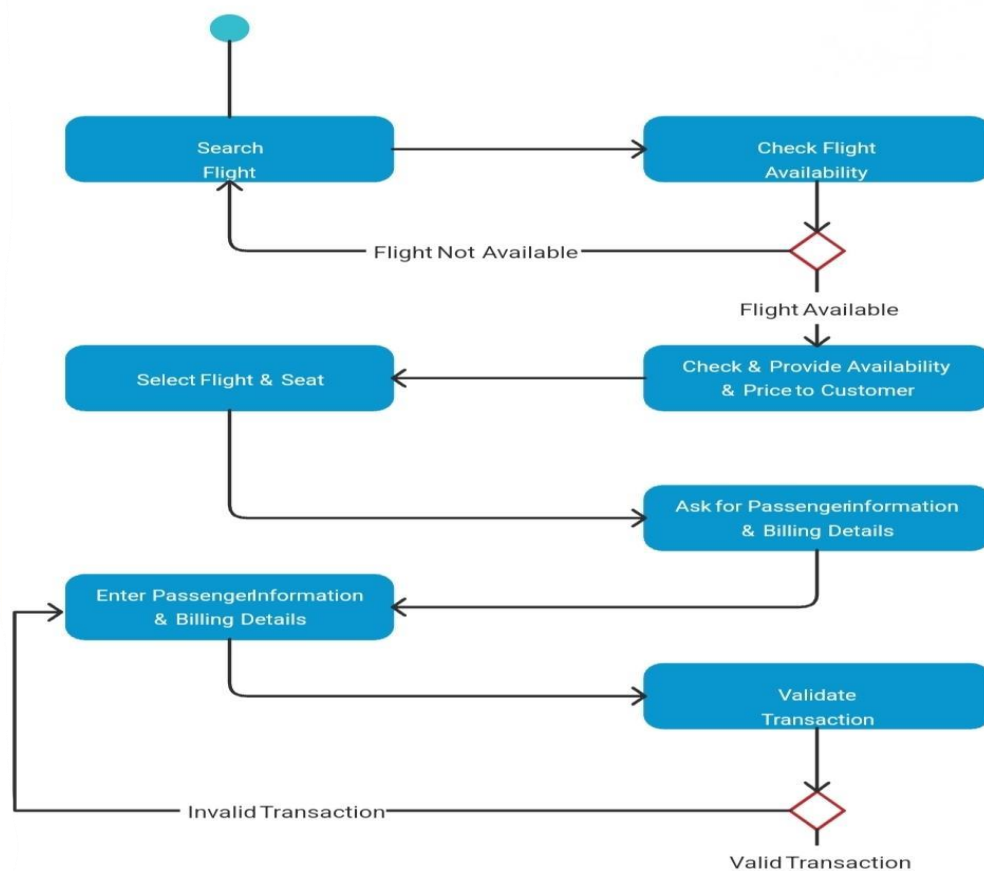 Search
Flight
Check Flight
Availability
Flight Not Available
Flight Available
Select Flight & Seat
Check & Provide Availability
& Price to Customer
Ask for Passengerinformation
& Billing Details
Enter PassengerInformation
& Billing Details
Validate
Transaction
Invalid Transaction
Valid Transaction